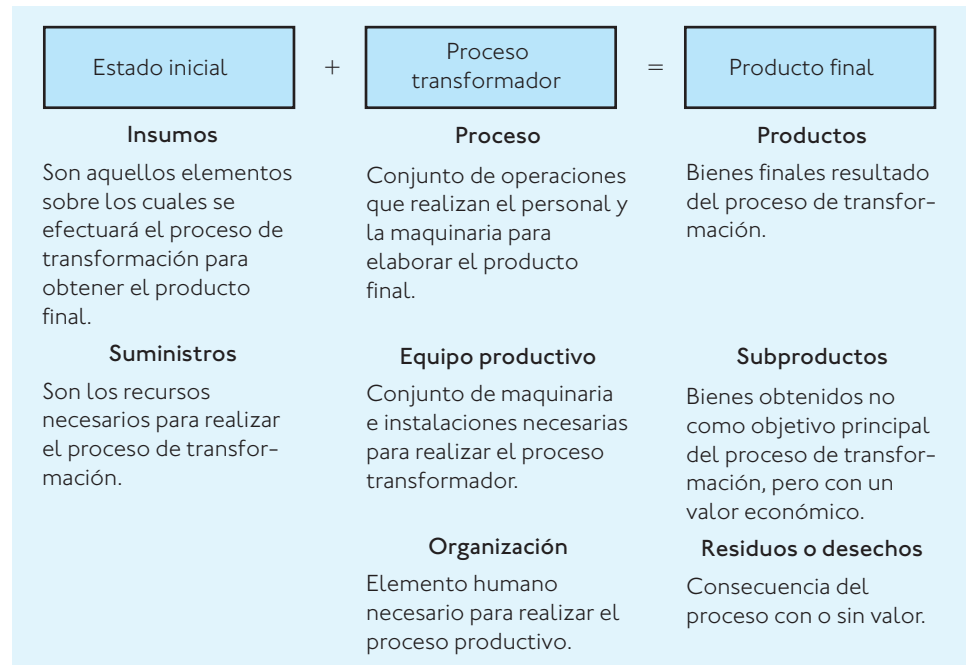 Estado inicial + Proceso transformador = Producto final
Insumos
Son aquellos elementos
sobre los cuales se
efectuará el proceso de
transformación para
obtener el producto
final.
Suministros
Son los recursos
necesarios para realizar
el proceso de transfor-
mación.
Proceso
Conjunto de operaciones
que realizan el personal y
la maquinaria para
elaborar el producto
final.
Equipo productivo
Conjunto de maquinaria
e instalaciones necesarias
para realizar el proceso
transformador.
Organización
Elemento humano
necesario para realizar el
proceso productivo.
Productos
Bienes finales resultado
del proceso de transfor-
mación.
Subproductos
Bienes obtenidos no
como objetivo principal
del proceso de transfor-
mación, pero con un
valor económico.
Residuos o desechos
Consecuencia del
proceso con o sin valor.